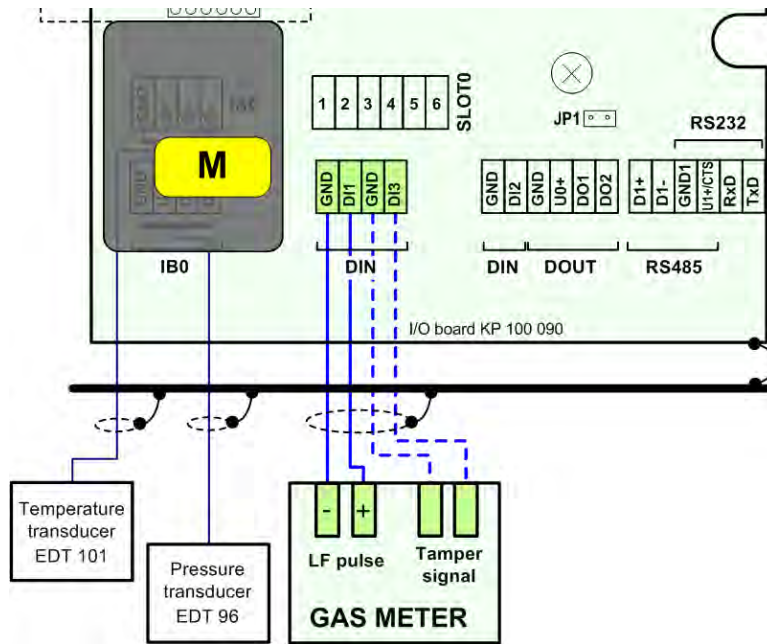 M
1 2 3 4 5 6
SLOT0
JP1
RS232
GND DI1 GND DI3
GND DI2 GND U0+ DO1 DO2
D1+ D1- GND1 U1+/CTS RxD TxD
IB0
DIN
DIN
DOUT
RS485
I/O board KP 100 090
Temperature
transducer
EDT 101
Pressure
transducer
EDT 96
- +
LF pulse
Tamper
signal
GAS METER